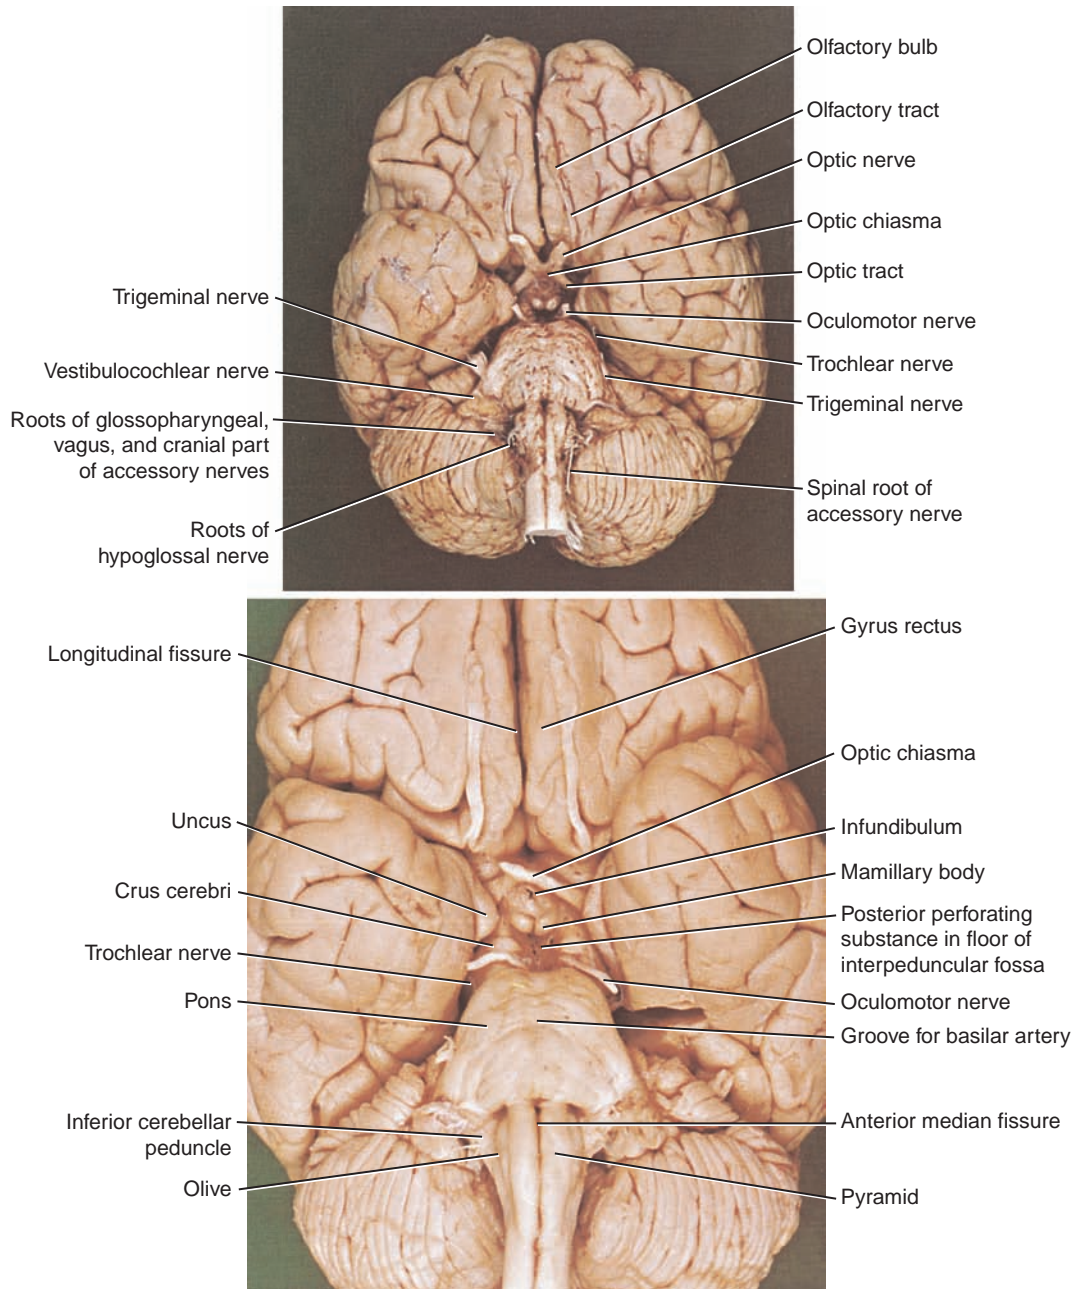 Olfactory bulb
Olfactory tract
Optic nerve
Optic chiasma
Optic tract
Oculomotor nerve
Trochlear nerve
Trigeminal nerve
Spinal root of
accessory nerve
Trigeminal nerve
Vestibulocochlear nerve
Roots of glossopharyngeal,
vagus, and cranial part
of accessory nerves
Roots of
hypoglossal nerve
Longitudinal fissure
Uncus
Crus cerebri
Trochlear nerve
Pons
Inferior cerebellar
peduncle
Olive
Gyrus rectus
Optic chiasma
Infundibulum
Mamillary body
Posterior perforating
substance in floor of
interpeduncular fossa
Oculomotor nerve
Groove for basilar artery
Anterior median fissure
Pyramid